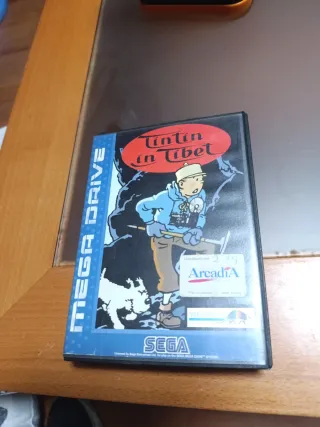 Tintin
in Tibet
MEGA DRIVE
ArcadiA
SEGA